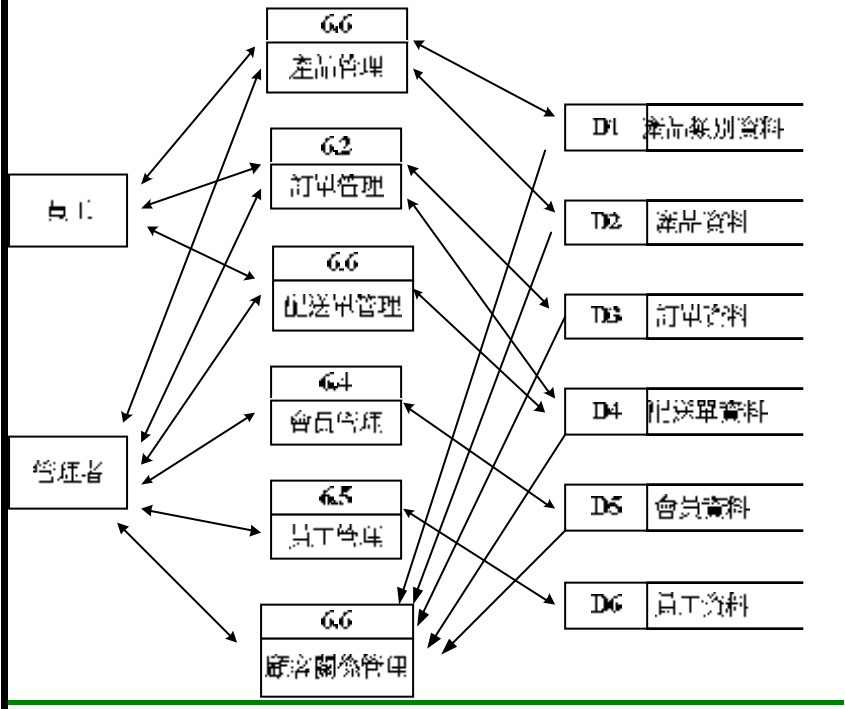 6.6
產品管理
6.2
訂單管理
6.6
配送單管理
6.4
會員管理
6.5
員工管理
6.6
顧客關係管理
員工
管理者
D1 產品類別資料
D2 產品資料
D3 訂單資料
D4 配送單資料
D5 會員資料
D6 員工資料